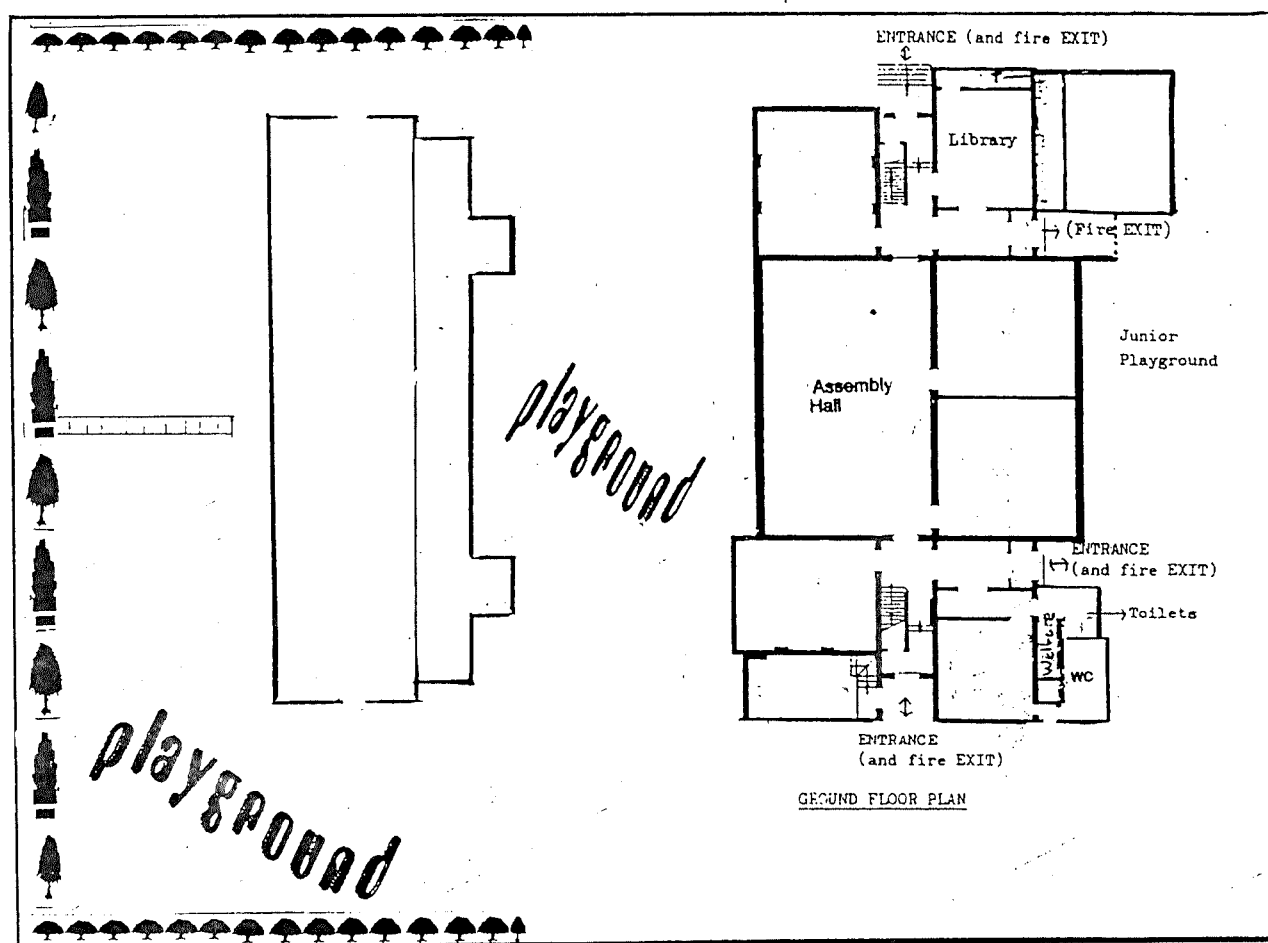 ENTRANCE (and fire EXIT)
Library
(Fire EXIT)
Junior
Playground
Assembly
Hall
playground
ENTRANCE
(and fire EXIT)
Toilets
Welfare
WC
ENTRANCE
(and fire EXIT)
playground
GROUND FLOOR PLAN